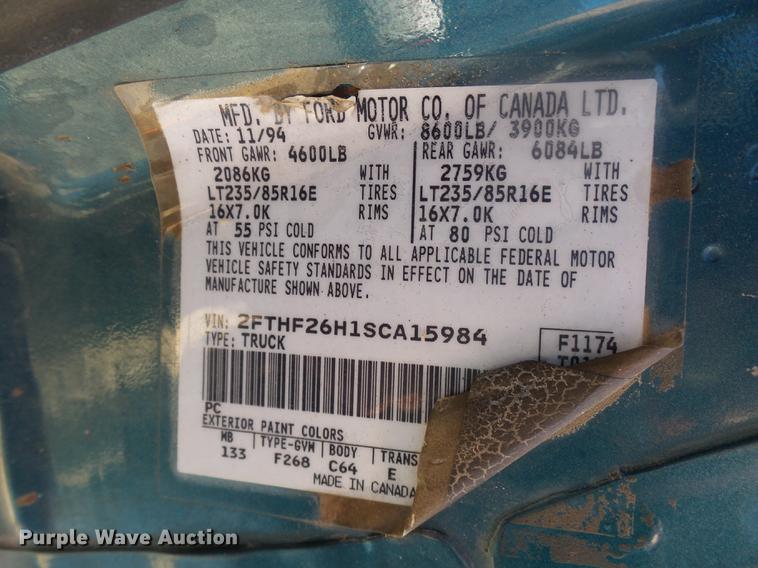 MFD. BY FORD MOTOR CO. OF CANADA LTD.
DATE: 11/94 GVWR: 8600LB/ 3900KG
FRONT GAWR: 4600LB REAR GAWR: 6084LB
2086KG WITH 2759KG WITH
LT235/85R16E TIRES LT235/85R16E TIRES
16X7.0K RIMS 16X7.0K RIMS
AT 55 PSI COLD AT 80 PSI COLD
THIS VEHICLE CONFORMS TO ALL APPLICABLE FEDERAL MOTOR
VEHICLE SAFETY STANDARDS IN EFFECT ON THE DATE OF
MANUFACTURE SHOWN ABOVE.
VIN: 2FTHF26H1SCA15984
TYPE: TRUCK
F1174
PC
EXTERIOR PAINT COLORS
WB TYPE-GVW BODY TRANS
133 F268 C64 E
MADE IN CANADA
Purple Wave Auction